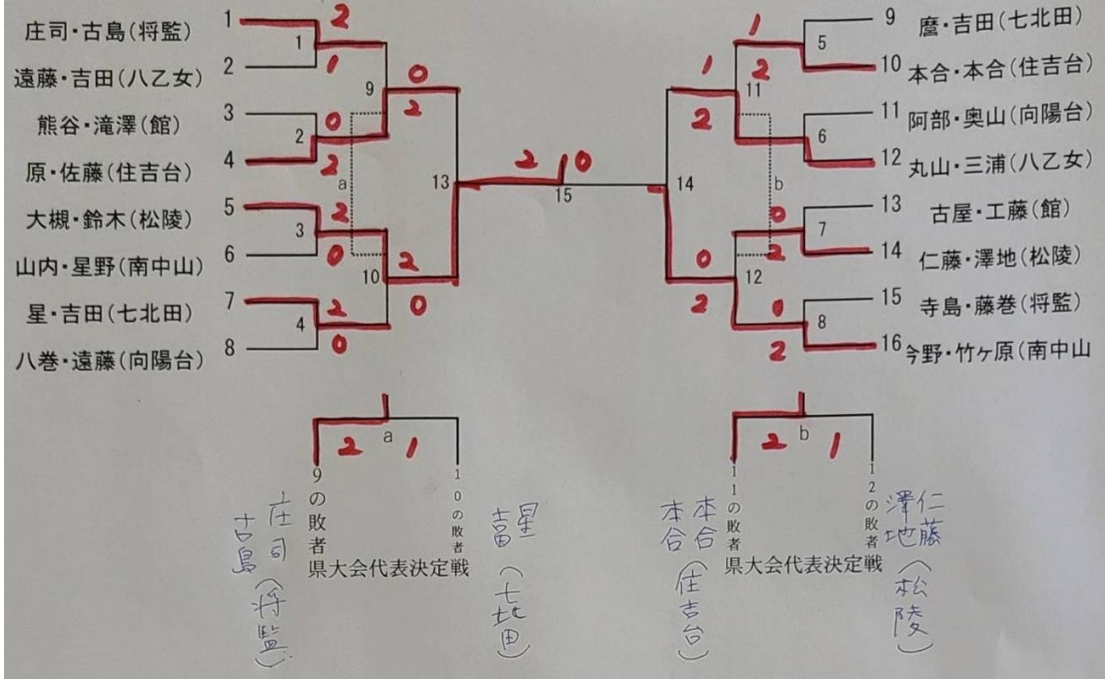 庄司・古島(将監) 1
遠藤・吉田(八乙女) 2
熊谷・滝澤(館) 3
原・佐藤(住吉台) 4
大槻・鈴木(松陵) 5
山内・星野(南中山) 6
星・吉田(七北田) 7
八巻・遠藤(向陽台) 8
1
2
1
2
0
2
3
2
0
4
2
0
9
0
2
a
10
2
0
13
2 0
15
14
11
1
2
b
12
0
2
5
1
2
6
7
0
2
8
0
2
9 麿・吉田(七北田)
10 本合・本合(住吉台)
11 阿部・奥山(向陽台)
12 丸山・三浦(八乙女)
13 古屋・工藤(館)
14 仁藤・澤地(松陵)
15 寺島・藤巻(将監)
16 今野・竹ヶ原(南中山
2 a 1
9の敗者
10の敗者
県大会代表決定戦
庄司
古島
(将監)
星
吉田
(七北田)
2 b 1
11の敗者
12の敗者
県大会代表決定戦
本合
本合
(住吉台)
仁藤
澤地
(松陵)